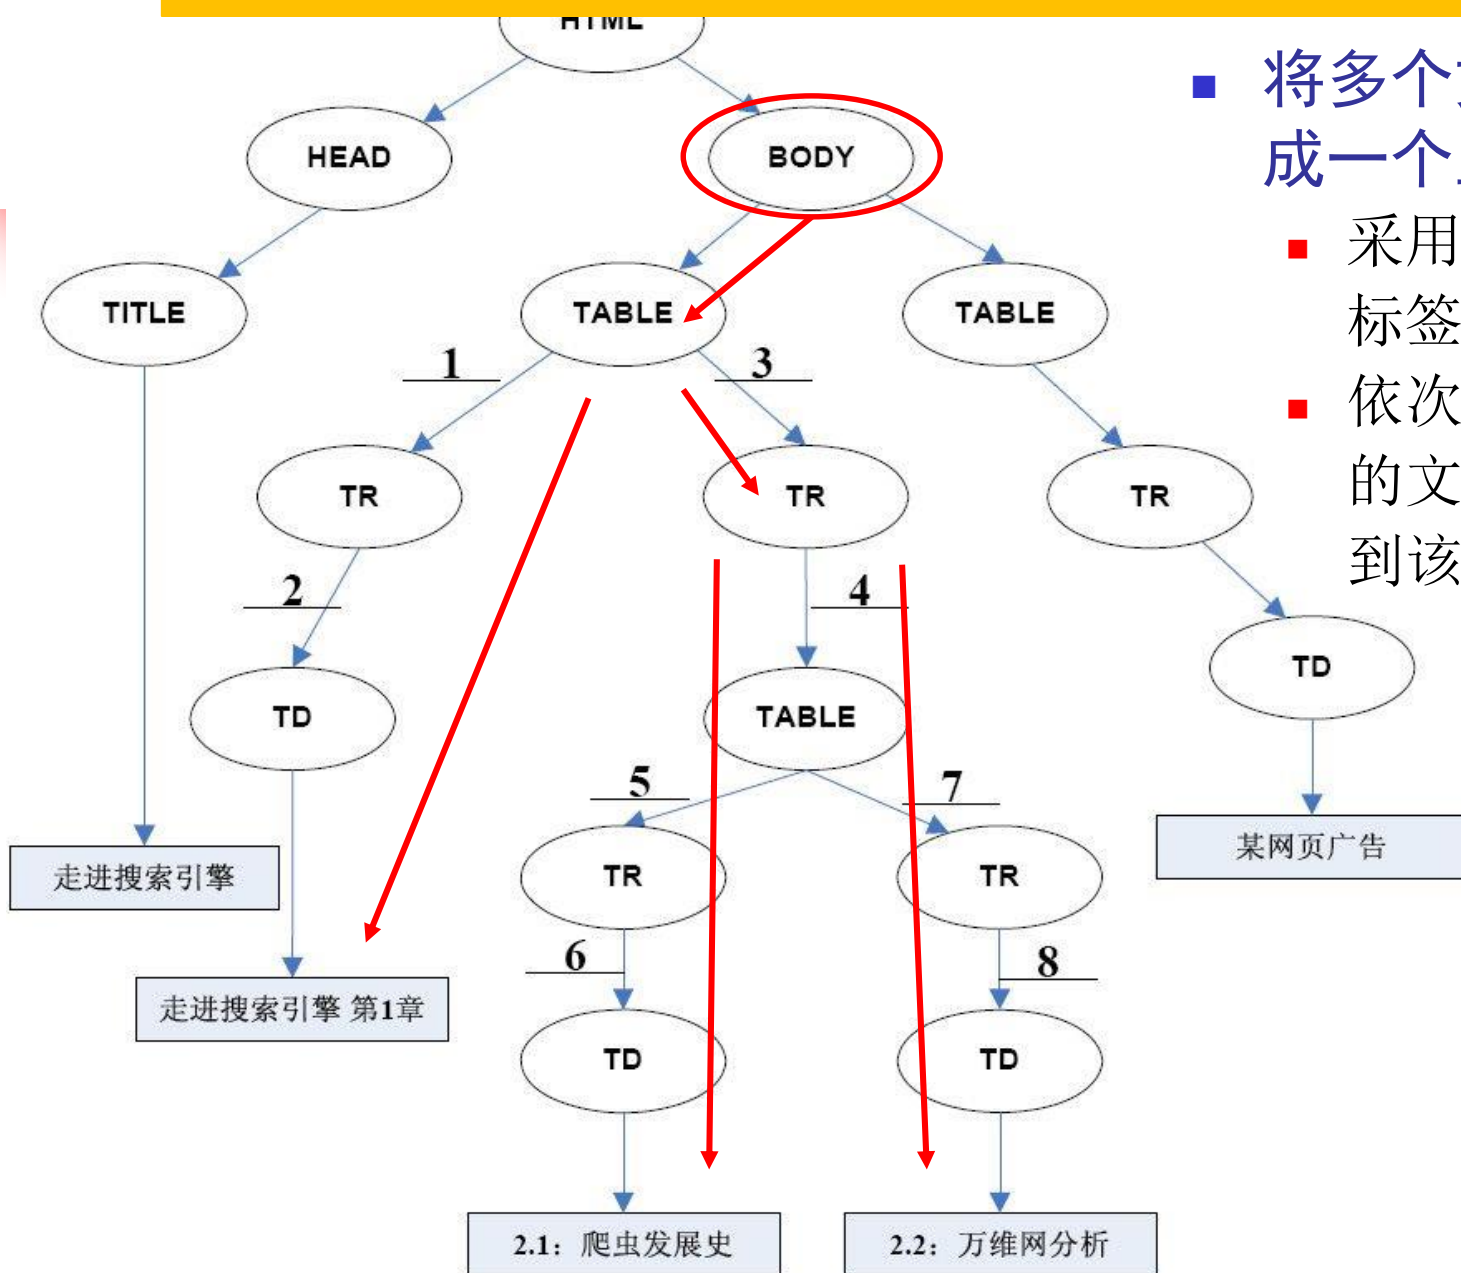 HTML
将多个
成一个
HEAD
BODY
采用
标签
TITLE
TABLE
TABLE
1
3
依次
的文
到该
TR
TR
TR
2
4
TD
TABLE
TD
5
7
某网页广告
走进搜索引擎
TR
TR
6
8
走进搜索引擎 第1章
TD
TD
2.1：爬虫发展史
2.2：万维网分析